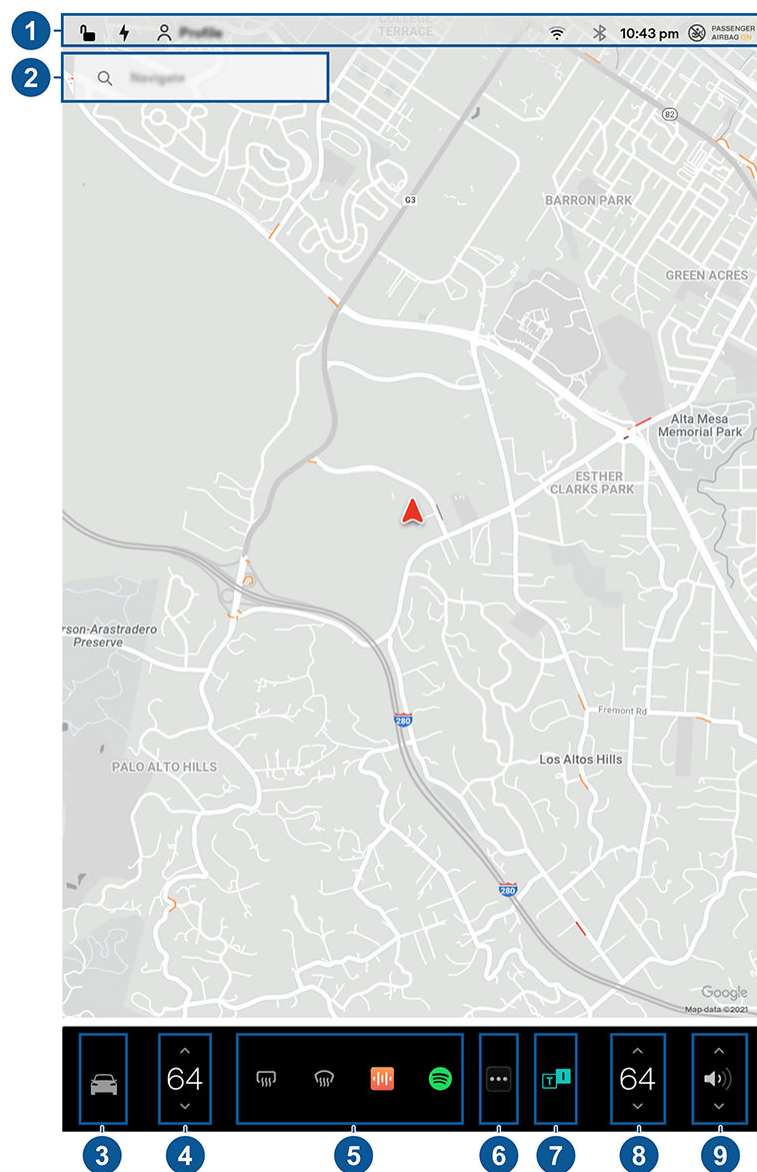 1
COLLEGE
TERRACE
Profile
10:43 pm
PASSENGER
AIRBAG ON
2
Navigate
82
G3
BARRON PARK
GREEN ACRES
Alta Mesa
Memorial Park
ESTHER
CLARKS PARK
rson-Arastradero
Preserve
280
Fremont Rd
Los Altos Hills
PALO ALTO HILLS
280
Google
Map data ©2021
64
T I
64
3
4
5
6
7
8
9